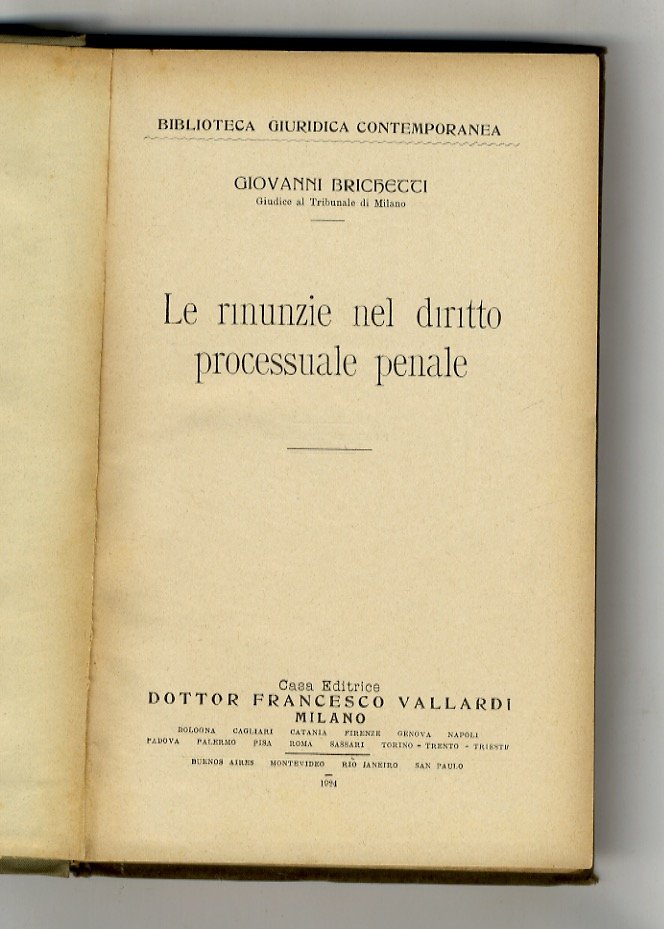 BIBLIOTECA GIURIDICA CONTEMPORANEA
GIOVANNI BRICHETTI
Giudice al Tribunale di Milano
Le rinunzie nel diritto
processuale penale
Casa Editrice
DOTTOR FRANCESCO VALLARDI
MILANO
BOLOGNA CAGLIARI CATANIA FIRENZE GENOVA NAPOLI
PADOVA PALERMO PISA ROMA SASSARI TORINO - TRENTO - TRIESTE
BUENOS AIRES MONTEVIDEO RIO JANEIRO SAN PAULO
1924